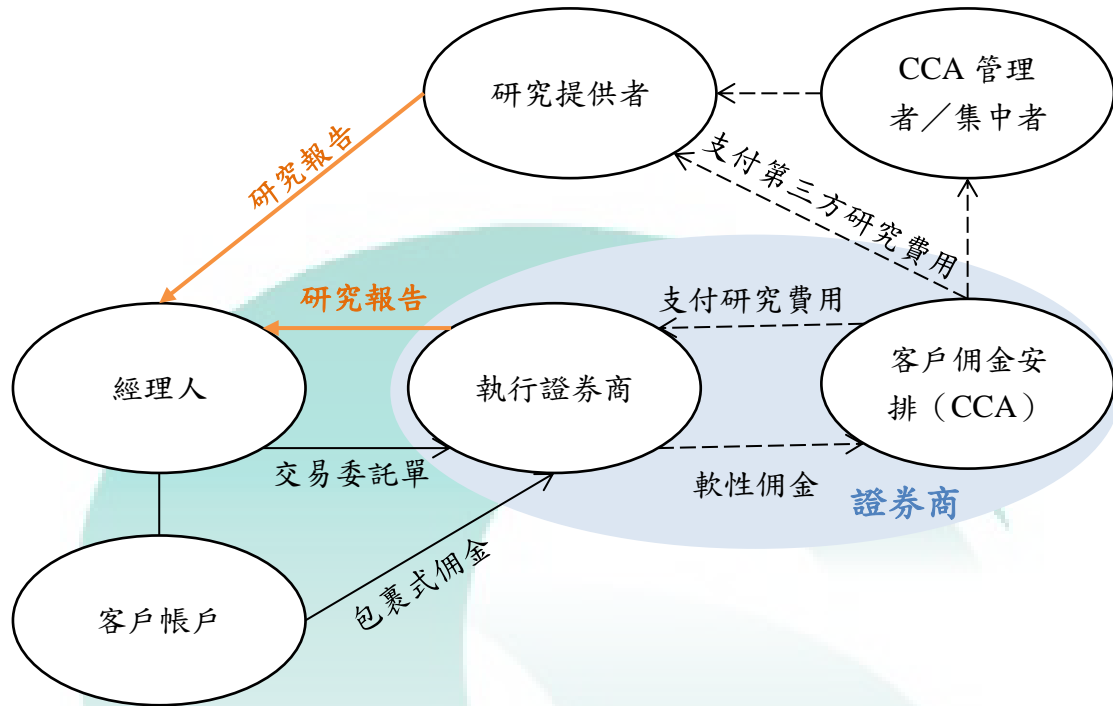 研究提供者
CCA 管理
者／集中者
研究報告
支付第三方研究費用
研究報告
支付研究費用
經理人
執行證券商
客戶佣金安
排（CCA）
交易委託單
軟性佣金
證券商
包裹式佣金
客戶帳戶